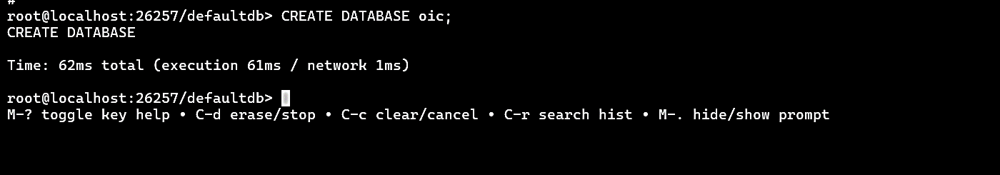 #
root@localhost:26257/defaultdb> CREATE DATABASE oic;
CREATE DATABASE
Time: 62ms total (execution 61ms / network 1ms)
root@localhost:26257/defaultdb>
M-? toggle key help • C-d erase/stop • C-c clear/cancel • C-r search hist • M-. hide/show prompt